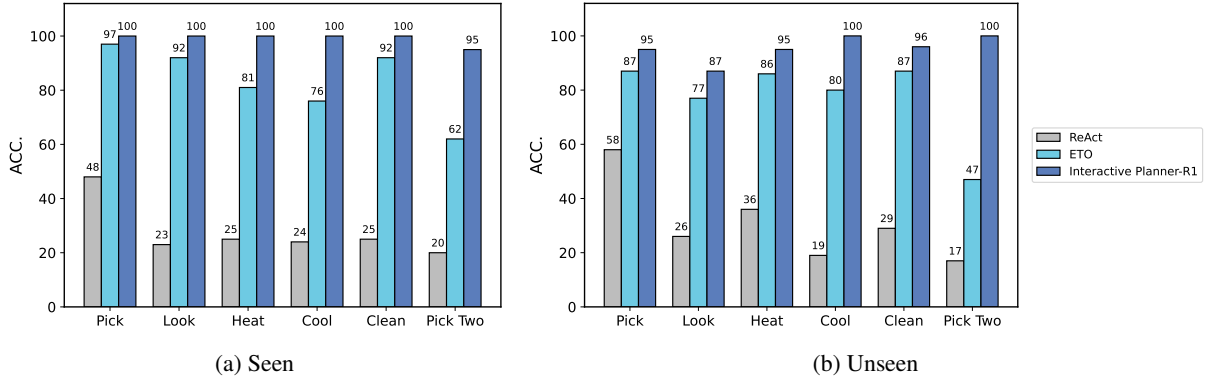 ACC.
100
80
60
40
20
0
48
97
100
23
92
100
25
81
100
24
76
100
25
92
100
20
62
95
Pick
Look
Heat
Cool
Clean
Pick Two
(a) Seen
ACC.
100
80
60
40
20
0
58
87
95
26
77
87
36
86
95
19
80
100
29
87
96
17
47
100
Pick
Look
Heat
Cool
Clean
Pick Two
(b) Unseen
ReAct
ETO
Interactive Planner-R1